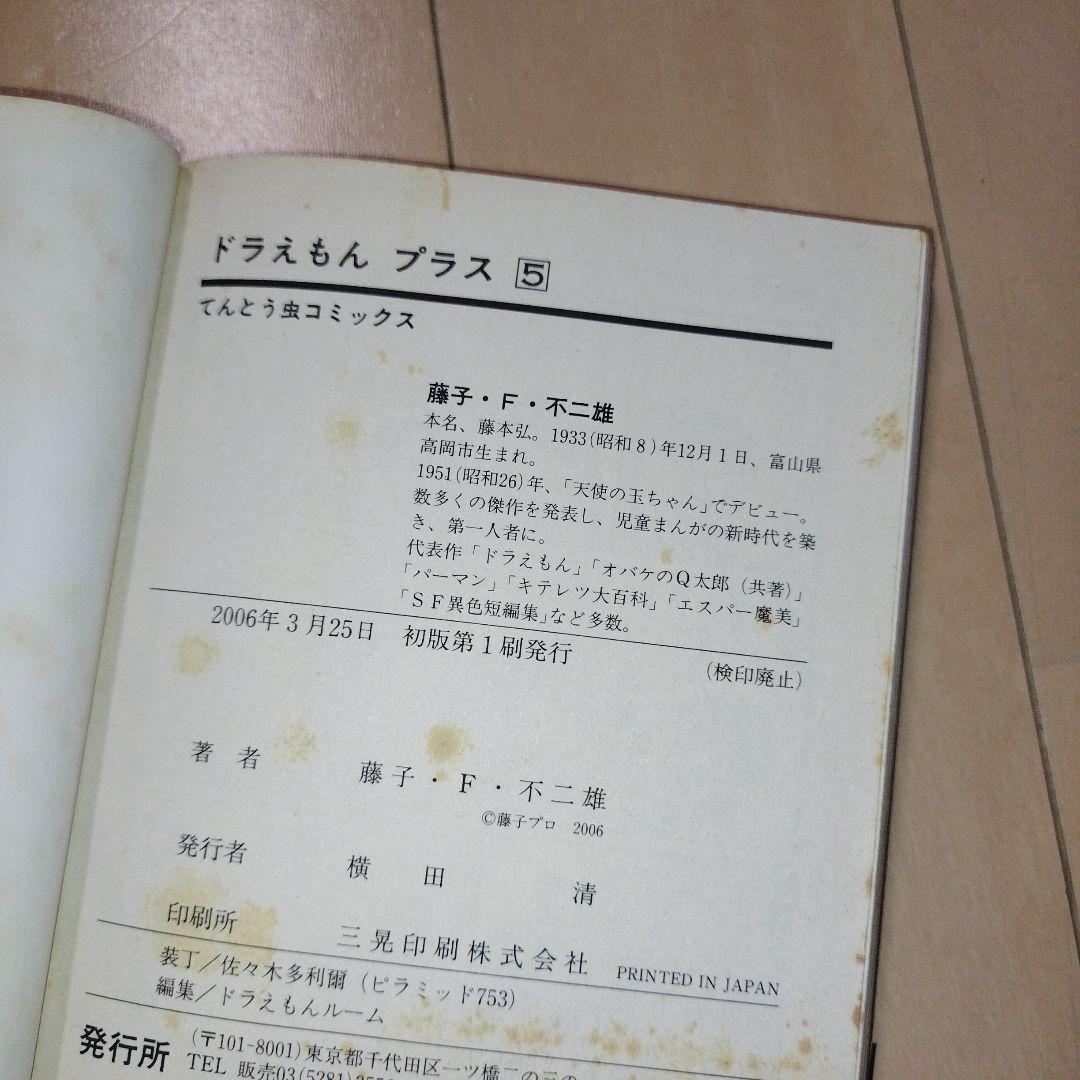 ドラえもん プラス 5
てんとう虫コミックス
藤子・F・不二雄
本名、藤本弘。1933(昭和8)年12月1日、富山県
高岡市生まれ。
1951(昭和26)年、「天使の玉ちゃん」でデビュー。
数多くの傑作を発表し、児童まんがの新時代を築
き、第一人者に。
代表作「ドラえもん」「オバケのQ太郎(共著)」
「パーマン」「キテレツ大百科」「エスパー魔美」
「SF異色短編集」など多数。
2006年3月25日 初版第1刷発行
(検印廃止)
著者 藤子・F・不二雄
©藤子プロ 2006
発行者 横田 清
印刷所 三晃印刷株式会社 PRINTED IN JAPAN
装丁/佐々木多利爾(ピラミッド753)
編集/ドラえもんルーム
発行所 (〒101-8001)東京都千代田区一ツ橋二の三の
TEL 販売03(5281)